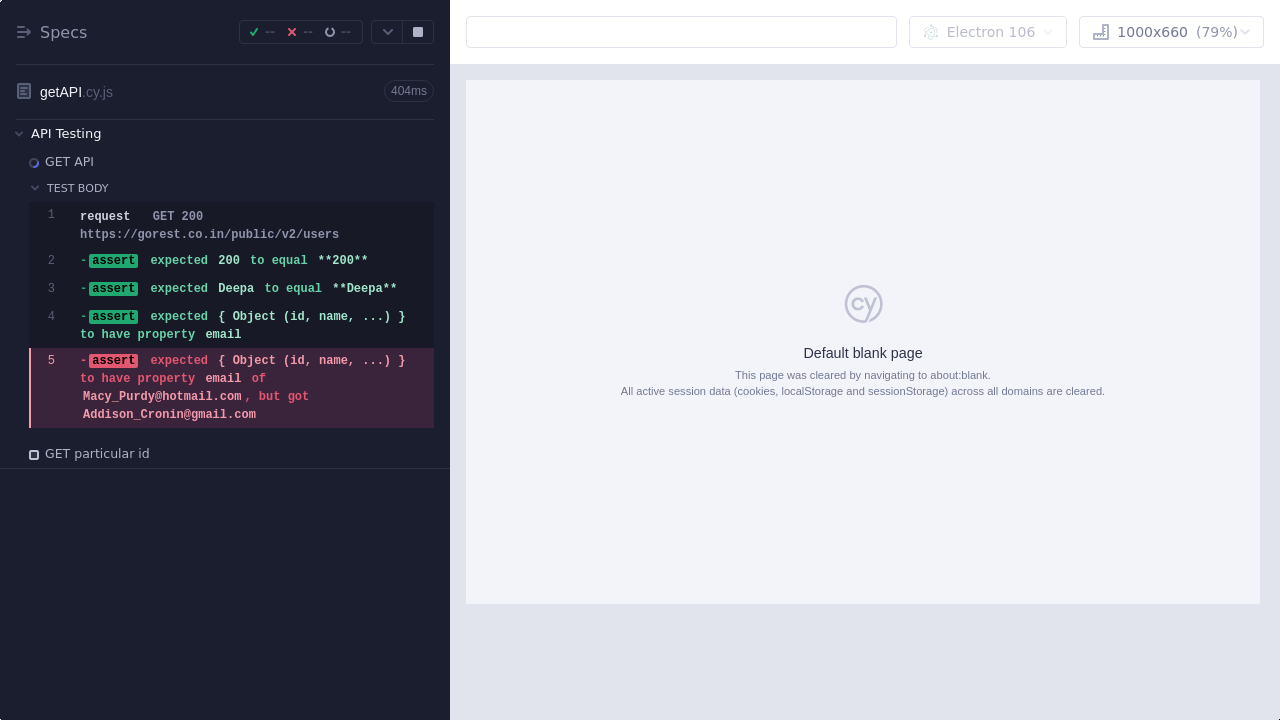 Specs
-- -- --
Electron 106
1000x660 (79%)
getAPI.cy.js
404ms
API Testing
GET API
TEST BODY
1 request GET 200
https://gorest.co.in/public/v2/users
2 -assert expected 200 to equal **200**
3 -assert expected Deepa to equal **Deepa**
4 -assert expected { Object (id, name, ...) }
to have property email
5 -assert expected { Object (id, name, ...) }
to have property email of
Macy_Purdy@hotmail.com, but got
Addison_Cronin@gmail.com
GET particular id
cy
Default blank page
This page was cleared by navigating to about:blank.
All active session data (cookies, localStorage and sessionStorage) across all domains are cleared.